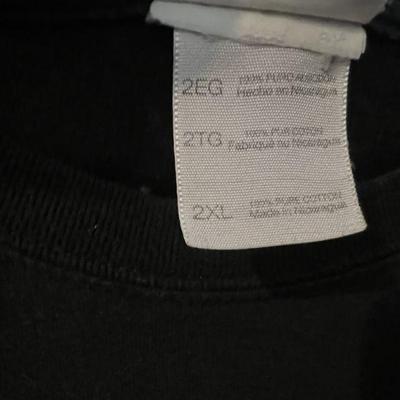 2EG 100% PURO ALGODON
Hecho en Nicaragua
2TG 100% PUR COTON
Fabriqué au Nicaragua
2XL 100% PURE COTTON
Made in Nicaragua